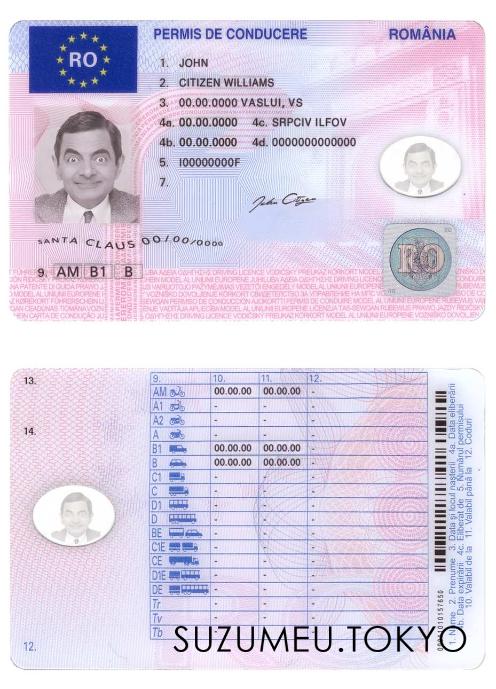 RO
PERMIS DE CONDUCERE ROMÂNIA
1. JOHN
2. CITIZEN WILLIAMS
3. 00.00.0000 VASLUI, VS
4a. 00.00.0000 4c. SRPCIV ILFOV
4b. 00.00.0000 4d. 0000000000000
5. I00000000F
7.
John Citizen
SANTA CLAUS 00/00/0000
RO
9. AM B1 B
13.
14.
12.
9. 10. 11. 12.
AM 00.00.00 00.00.00 -
A1 - - -
A2 - - -
A - - -
B1 00.00.00 00.00.00 -
B 00.00.00 00.00.00 -
C1 - - -
C - - -
D1 - - -
D - - -
BE - - -
C1E - - -
CE - - -
D1E - - -
DE - - -
Tr - - -
Tv - - -
Tb
1. Nume 2. Prenume 3. Data şi locul naşterii 4a. Data eliberării
4b. Data expirării 4c. Eliberat de 5. Numărul permisului
10. Valabil de la 11. Valabil până la 12. Coduri
SUZUMEU.TOKYO